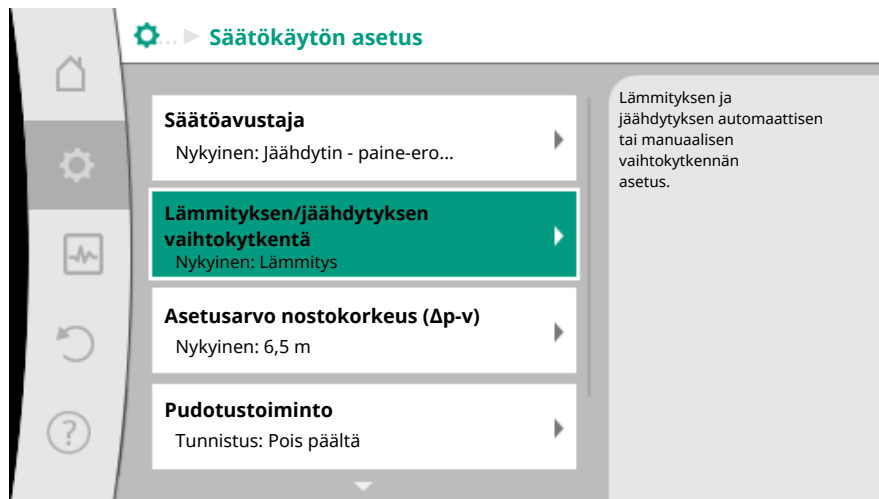 ... Säätökäytön asetus
Säätöavustaja
Nykyinen: Jäähdytin - paine-ero...
Lämmityksen/jäähdytyksen
vaihtokytkentä
Nykyinen: Lämmitys
Asetusarvo nostokorkeus (Δp-v)
Nykyinen: 6,5 m
Pudotustoiminto
Tunnistus: Pois päältä
Lämmityksen ja
jäähdytyksen automaattisen
tai manuaalisen
vaihtokytkennän
asetus.